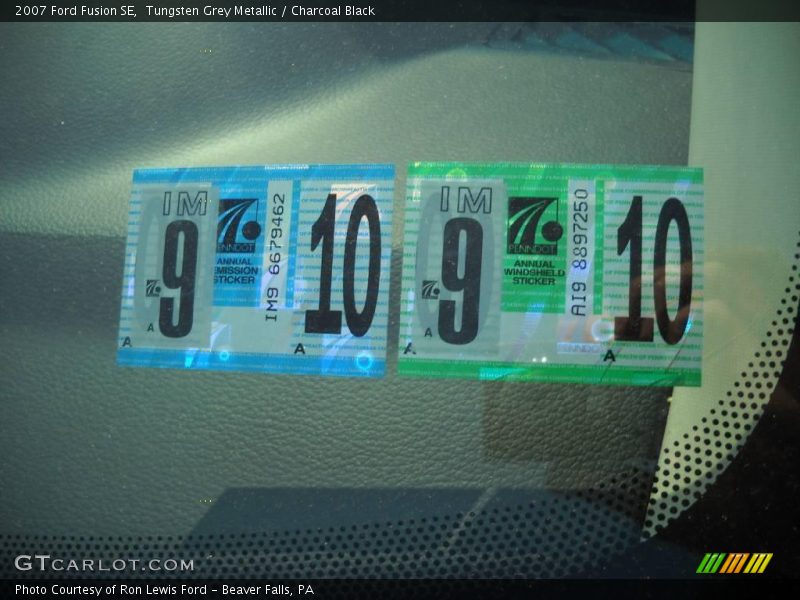 2007 Ford Fusion SE,  Tungsten Grey Metallic / Charcoal Black
IM
9
A
A
PENNDOT
ANNUAL
EMISSION
STICKER
IM9 6679462
10
A
IM
9
A
A
PENNDOT
ANNUAL
WINDSHIELD
STICKER
AI9 8897250
10
A
GTCARLOT.COM
Photo Courtesy of Ron Lewis Ford - Beaver Falls, PA